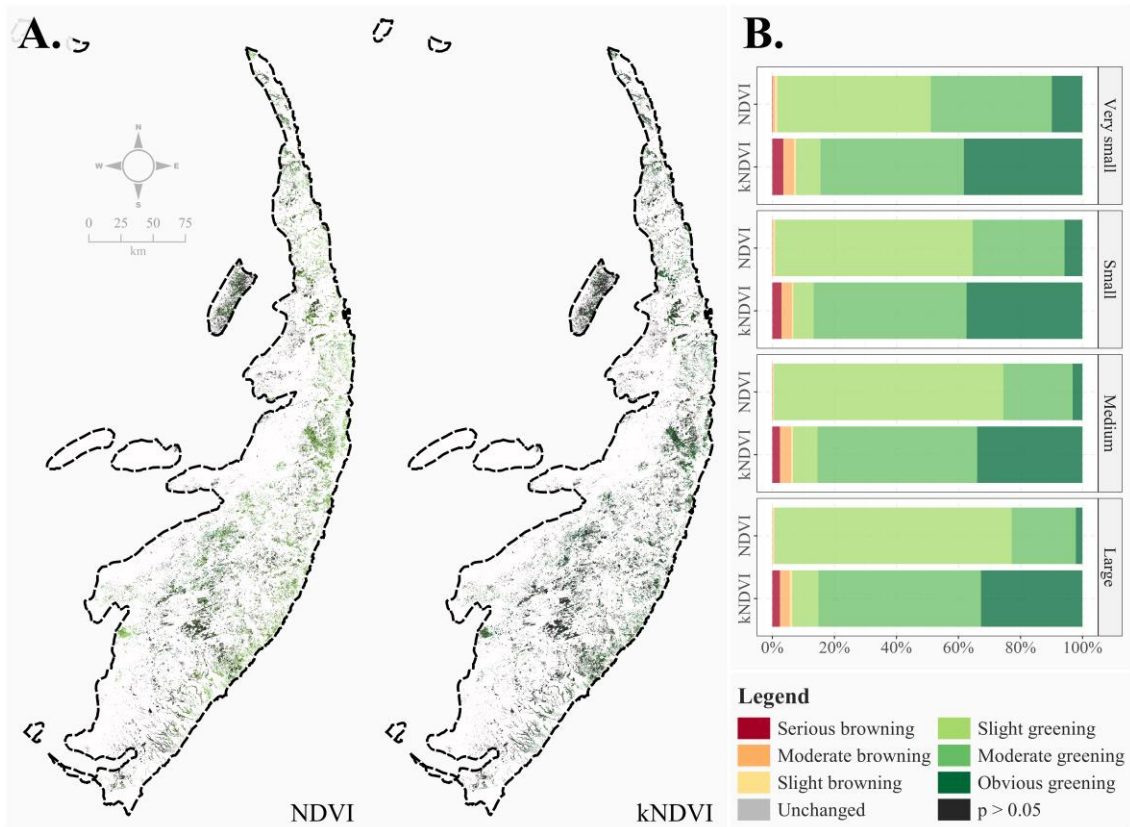 A.
N
W E
S
0 25 50 75
km
NDVI
kNDVI
B.
NDVI
kNDVI
Very small
NDVI
kNDVI
Small
NDVI
kNDVI
Medium
NDVI
kNDVI
Large
0% 20% 40% 60% 80% 100%
Legend
Serious browning
Moderate browning
Slight browning
Unchanged
Slight greening
Moderate greening
Obvious greening
p > 0.05